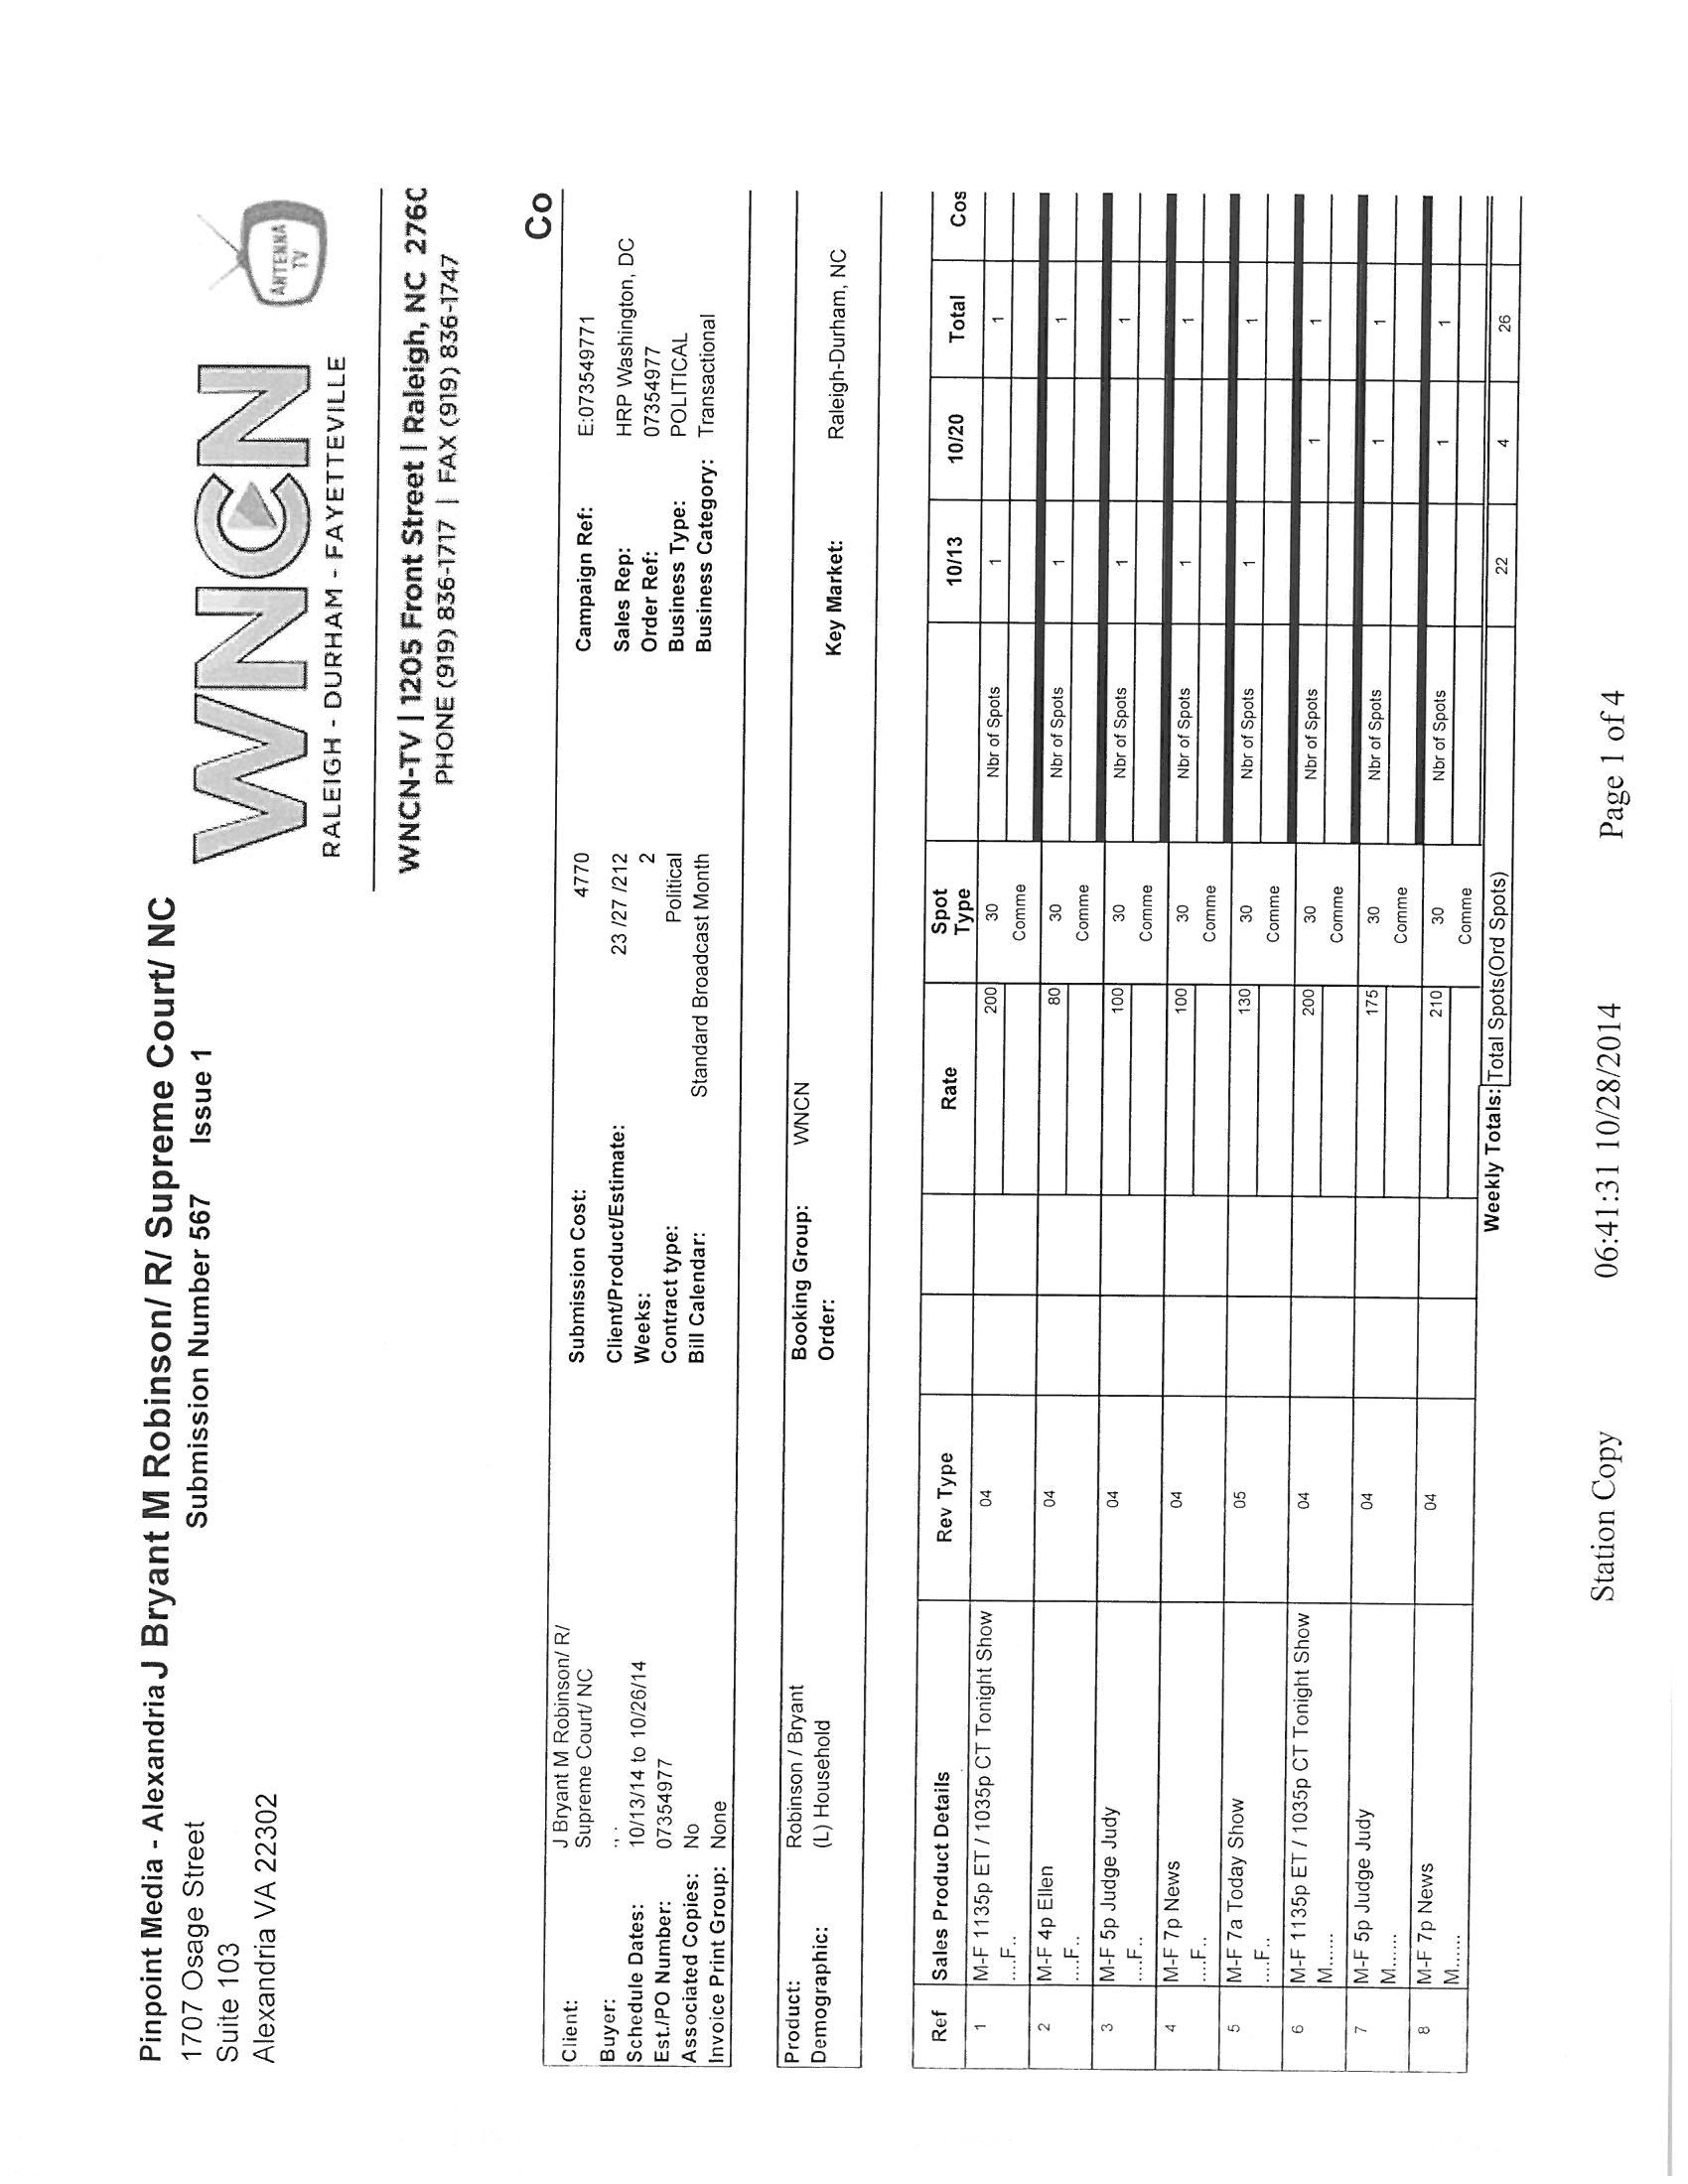 Pinpoint Media - Alexandria J Bryant M Robinson/ R/ Supreme Court/ NC
1707 Osage Street
Submission Number 567 Issue 1
Suite 103
Alexandria VA 22302
WNCN
ANTENNA TV
RALEIGH - DURHAM - FAYETTEVILLE
WNCN-TV | 1205 Front Street | Raleigh, NC 2760
PHONE (919) 836-1717 | FAX (919) 836-1747
Co
Client: J Bryant M Robinson/ R/
Supreme Court/ NC
Buyer: ., .
Schedule Dates: 10/13/14 to 10/26/14
Est./PO Number: 07354977
Associated Copies: No
Invoice Print Group: None
Submission Cost: 4770
Client/Product/Estimate: 23 /27 /212
Weeks: 2
Contract type: Political
Bill Calendar: Standard Broadcast Month
Campaign Ref: E:073549771
Sales Rep: HRP Washington, DC
Order Ref: 07354977
Business Type: POLITICAL
Business Category: Transactional
Product: Robinson / Bryant
Demographic: (L) Household
Booking Group: WNCN
Order:
Key Market: Raleigh-Durham, NC
Ref Sales Product Details Rev Type Rate Spot Type 10/13 10/20 Total Cos
1 M-F 1135p ET / 1035p CT Tonight Show 04 200 30 Nbr of Spots 1 1
....F.. Comme
2 M-F 4p Ellen 04 80 30 Nbr of Spots 1 1
....F.. Comme
3 M-F 5p Judge Judy 04 100 30 Nbr of Spots 1 1
....F.. Comme
4 M-F 7p News 04 100 30 Nbr of Spots 1 1
....F.. Comme
5 M-F 7a Today Show 05 130 30 Nbr of Spots 1 1
....F.. Comme
6 M-F 1135p ET / 1035p CT Tonight Show 04 200 30 Nbr of Spots 1 1
M...... Comme
7 M-F 5p Judge Judy 04 175 30 Nbr of Spots 1 1
M...... Comme
8 M-F 7p News 04 210 30 Nbr of Spots 1 1
M...... Comme
Weekly Totals: Total Spots(Ord Spots) 22 4 26
Station Copy 06:41:31 10/28/2014 Page 1 of 4